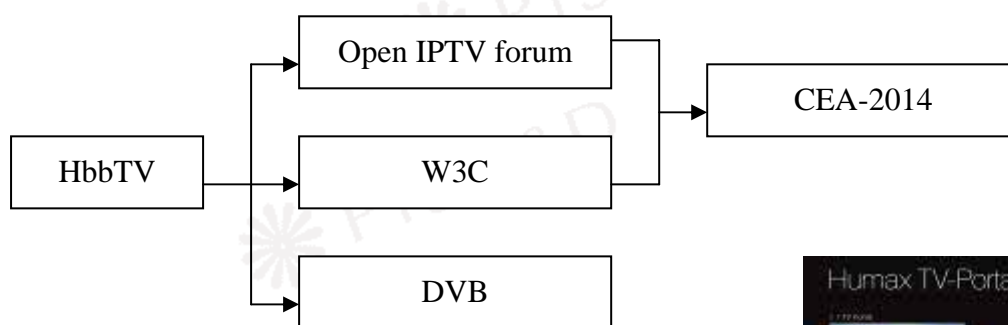 Open IPTV forum
CEA-2014
HbbTV
W3C
DVB
Humax TV-Porta